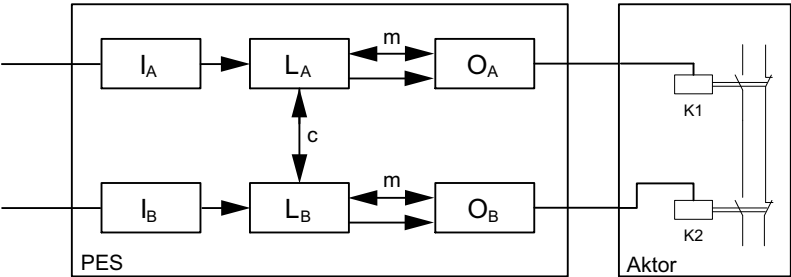 m
I_A L_A O_A
K1
c
m
I_B L_B O_B
K2
PES Aktor